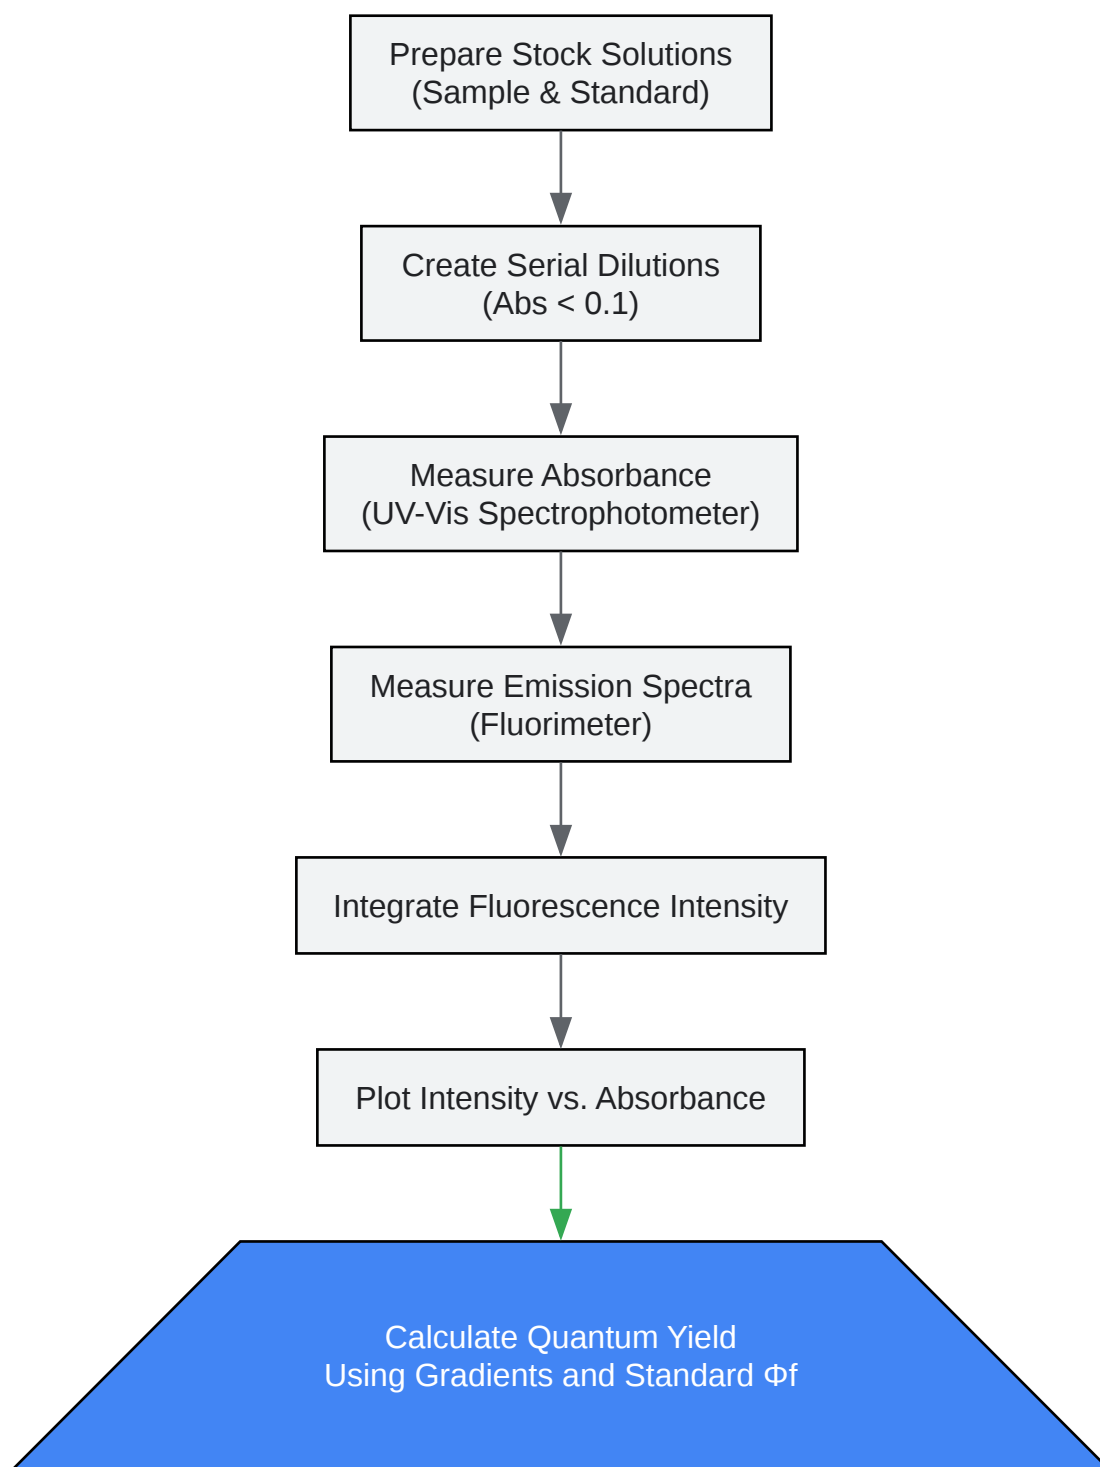 Prepare Stock Solutions
(Sample & Standard)
Create Serial Dilutions
(Abs < 0.1)
Measure Absorbance
(UV-Vis Spectrophotometer)
Measure Emission Spectra
(Fluorimeter)
Integrate Fluorescence Intensity
Plot Intensity vs. Absorbance
Calculate Quantum Yield
Using Gradients and Standard Φf